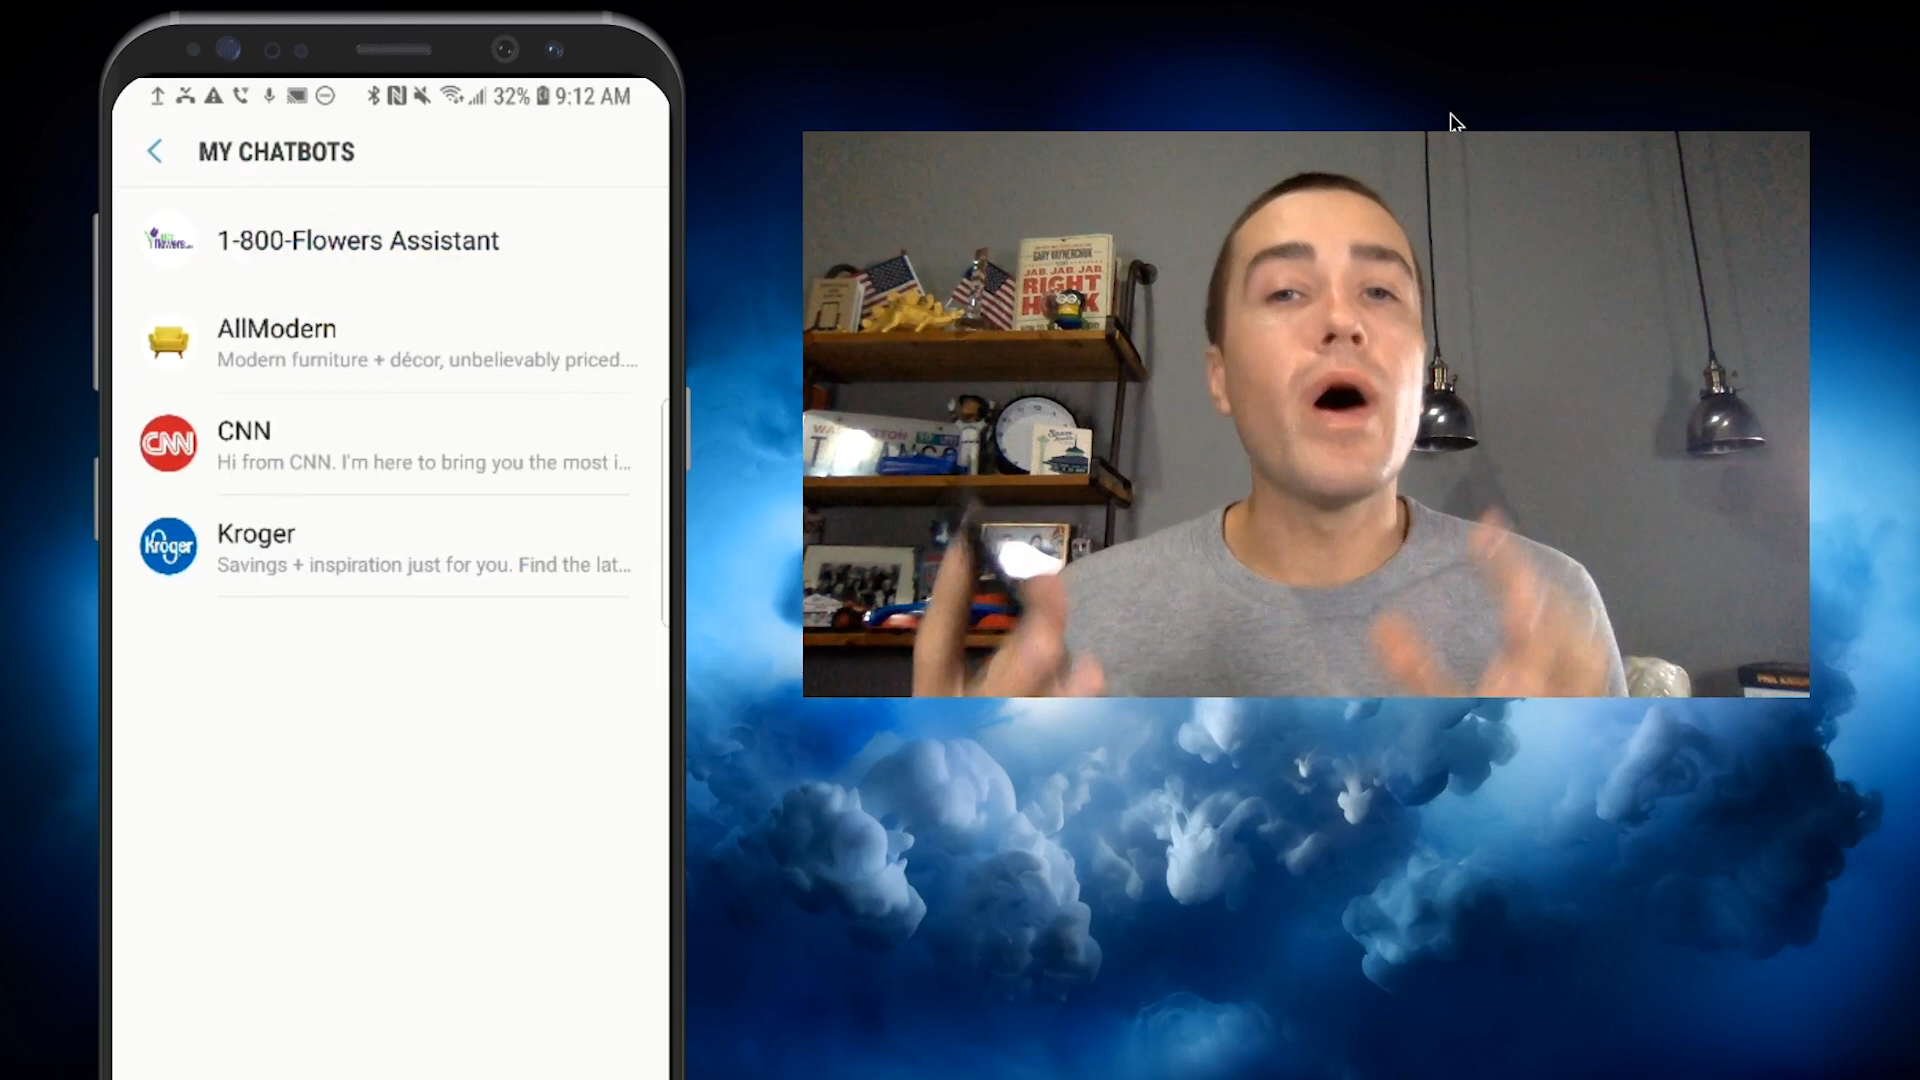 32% 9:12 AM
MY CHATBOTS
1-800-Flowers Assistant
AllModern
Modern furniture + décor, unbelievably priced....
CNN
CNN
Hi from CNN. I'm here to bring you the most i...
Kroger
Kroger
Savings + inspiration just for you. Find the lat...
GARY VAYNERCHUK
JAB, JAB, JAB,
RIGHT